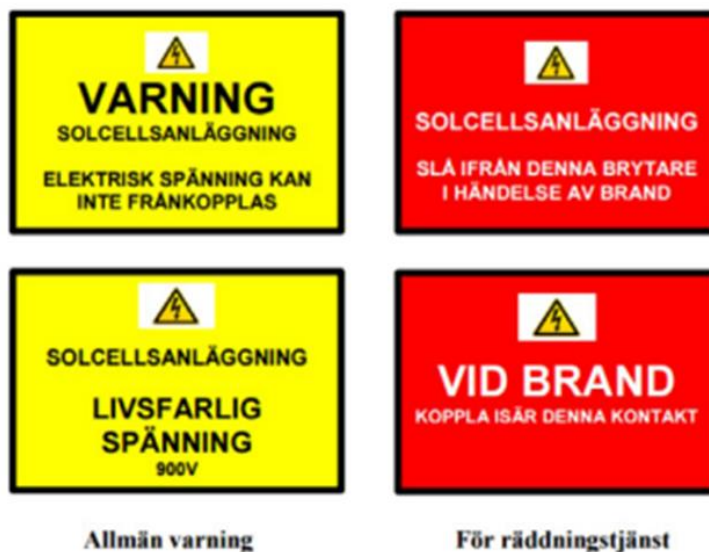 VARNING
SOLCELLSANLÄGGNING
ELEKTRISK SPÄNNING KAN
INTE FRÅNKOPPLAS
SOLCELLSANLÄGGNING
SLÅ IFRÅN DENNA BRYTARE
I HÄNDELSE AV BRAND
SOLCELLSANLÄGGNING
LIVSFARLIG
SPÄNNING
900V
VID BRAND
KOPPLA ISÄR DENNA KONTAKT
Allmän varning
För räddningstjänst